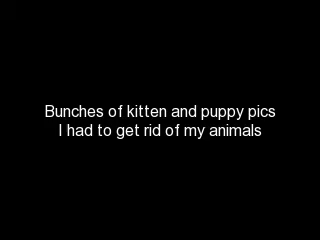 Bunches of kitten and puppy pics
I had to get rid of my animals